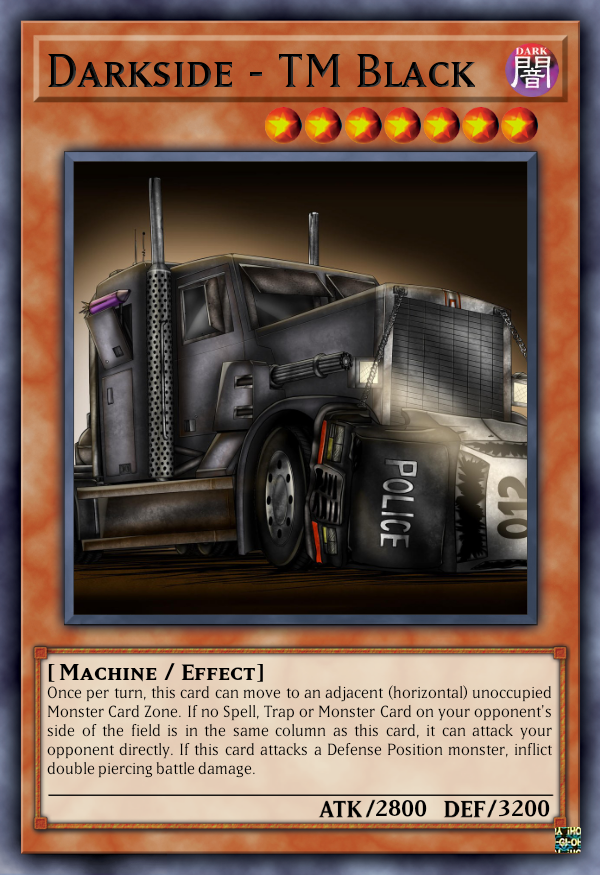 Darkside - TM Black
DARK
闇
POLICE
012
[ Machine / Effect ]
Once per turn, this card can move to an adjacent (horizontal) unoccupied
Monster Card Zone. If no Spell, Trap or Monster Card on your opponent's
side of the field is in the same column as this card, it can attack your
opponent directly. If this card attacks a Defense Position monster, inflict
double piercing battle damage.
ATK/2800 DEF/3200